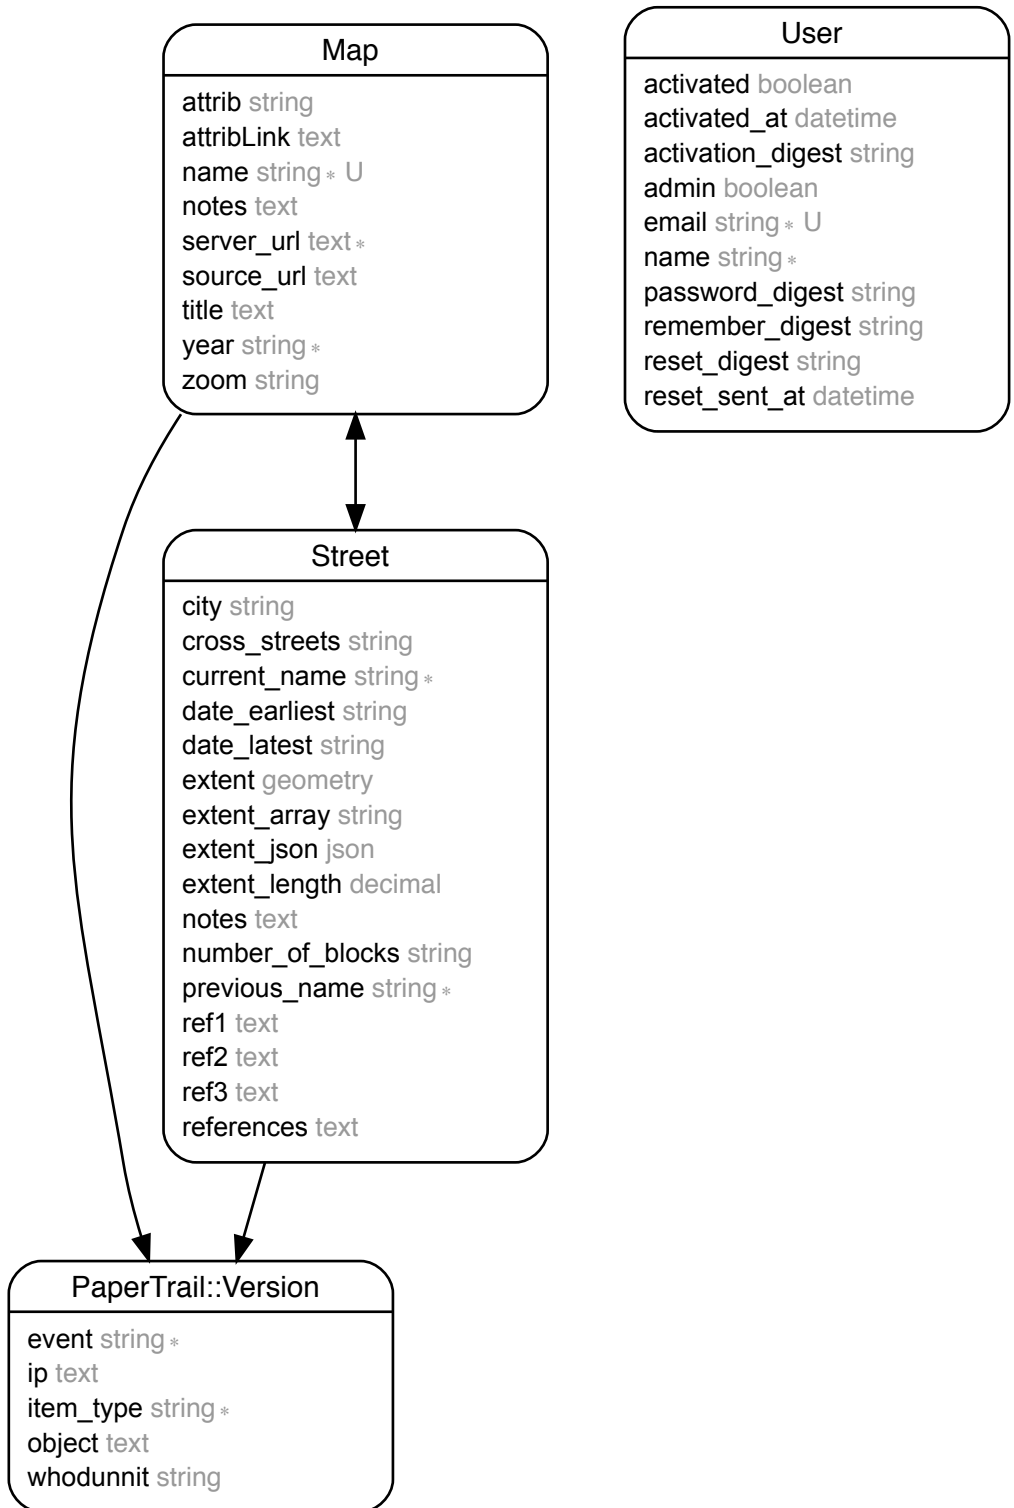 Map
attrib string
attribLink text
name string * U
notes text
server_url text *
source_url text
title text
year string *
zoom string
User
activated boolean
activated_at datetime
activation_digest string
admin boolean
email string * U
name string *
password_digest string
remember_digest string
reset_digest string
reset_sent_at datetime
Street
city string
cross_streets string
current_name string *
date_earliest string
date_latest string
extent geometry
extent_array string
extent_json json
extent_length decimal
notes text
number_of_blocks string
previous_name string *
ref1 text
ref2 text
ref3 text
references text
PaperTrail::Version
event string *
ip text
item_type string *
object text
whodunnit string